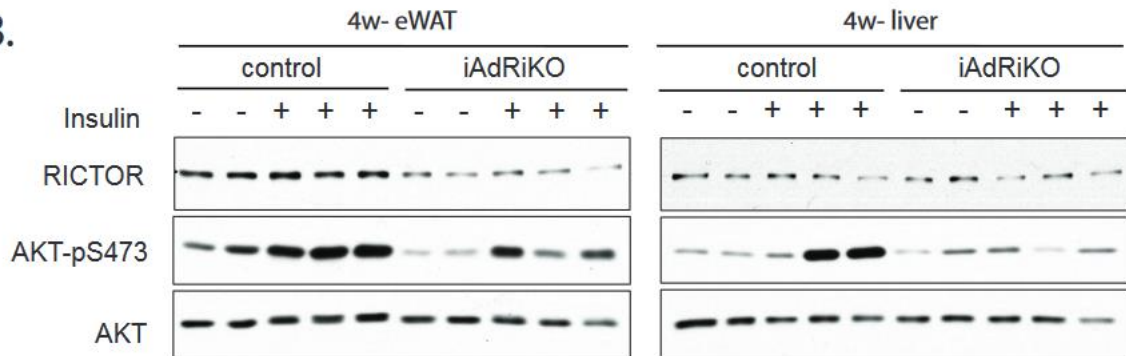 B.
4w- eWAT 4w- liver
control iAdRiKO control iAdRiKO
Insulin - - + + + - - + + + - - + + + - - + + +
RICTOR
AKT-pS473
AKT